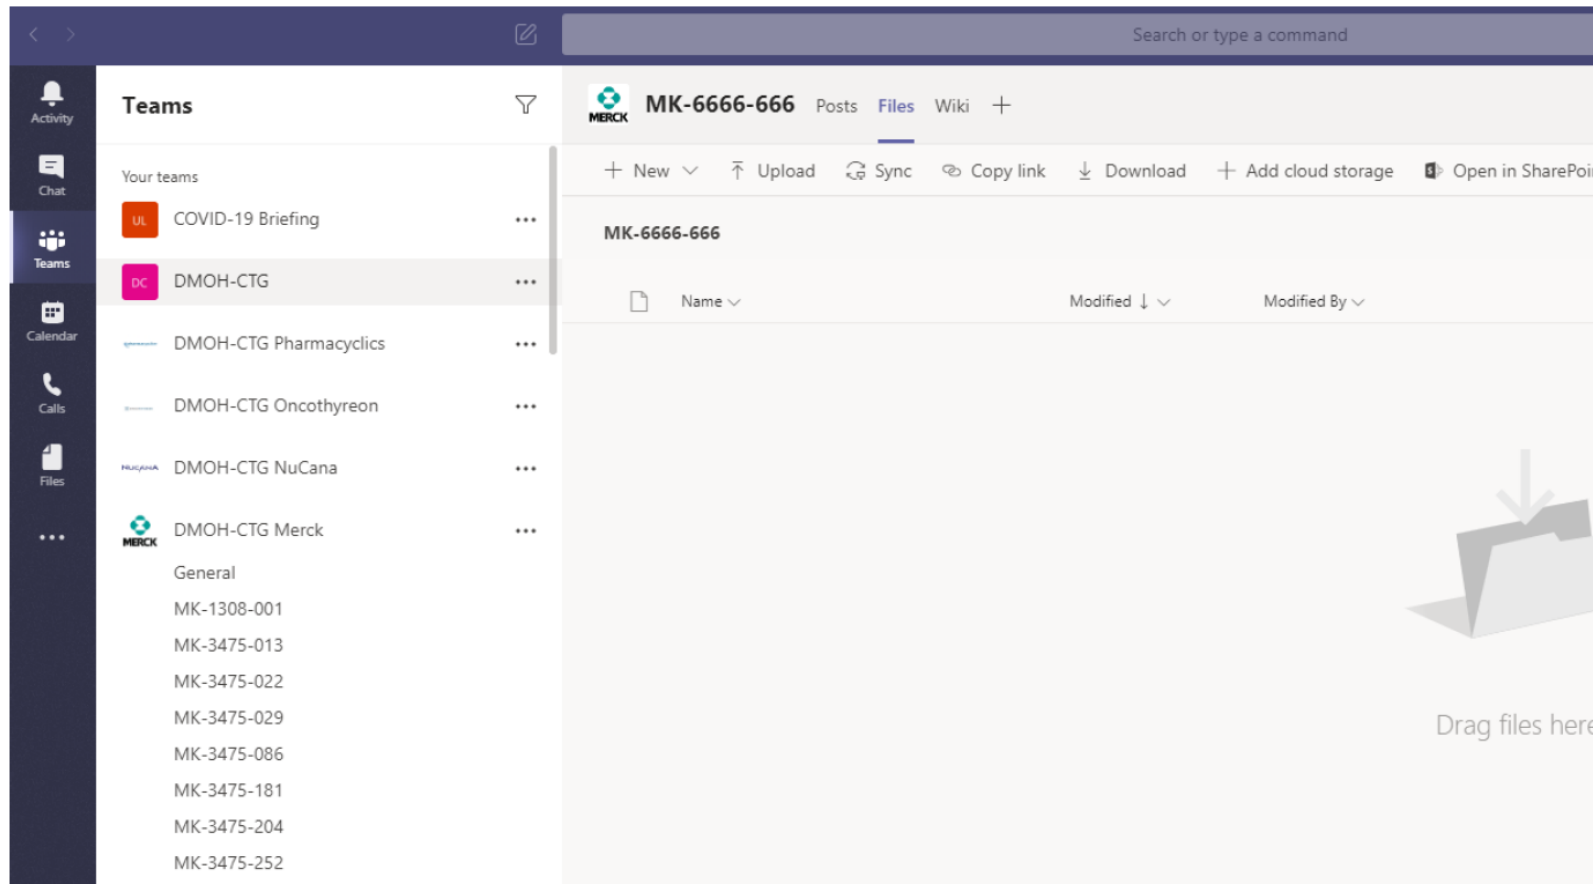 Search or type a command
Activity
Chat
Teams
Calendar
Calls
Files
Teams
Your teams
UL COVID-19 Briefing
DC DMOH-CTG
DMOH-CTG Pharmacyclics
DMOH-CTG Oncothyreon
NUCANA DMOH-CTG NuCana
MERCK DMOH-CTG Merck
General
MK-1308-001
MK-3475-013
MK-3475-022
MK-3475-029
MK-3475-086
MK-3475-181
MK-3475-204
MK-3475-252
MERCK MK-6666-666 Posts Files Wiki
New Upload Sync Copy link Download Add cloud storage Open in SharePoi
MK-6666-666
Name Modified Modified By
Drag files here